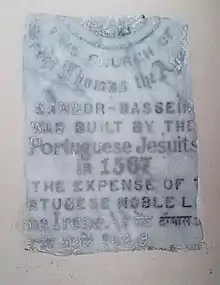 THIS CHURCH OF
St Thomas the A
SANDOR-BASSEIN
WAS BUILT BY THE
Portuguese Jesuits
in 1567
THE EXPENSE OF T
RTUGESE NOBLE L